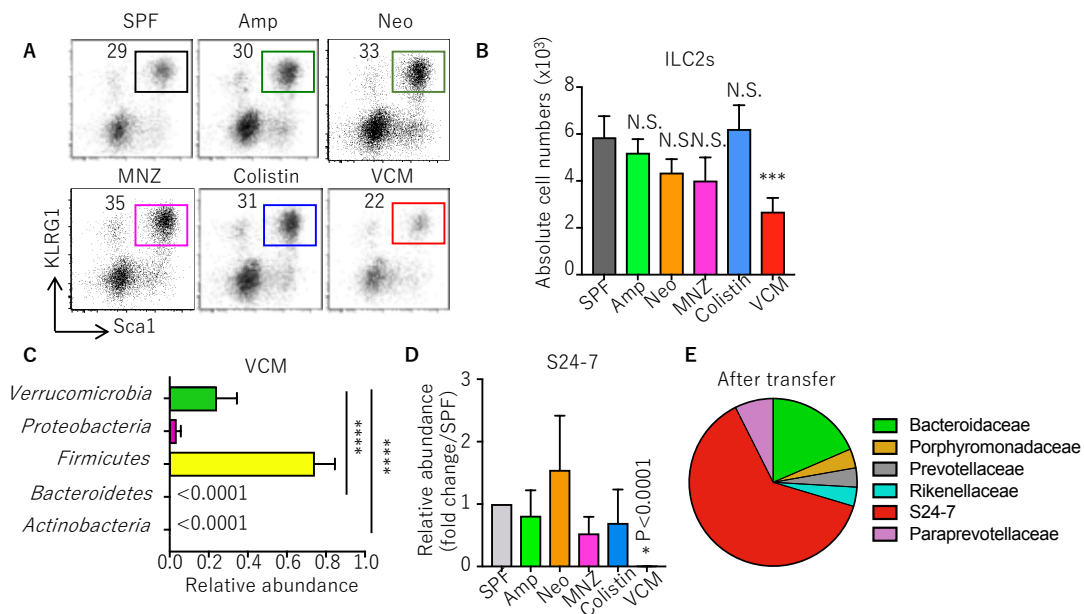 A
SPF
Amp
Neo
29
30
33
MNZ
Colistin
VCM
35
31
22
KLRG1
Sca1
B
ILC2s
Absolute cell numbers (x10³)
8
6
4
2
0
N.S.
N.S.
N.S.
N.S.
***
SPF
Amp
Neo
MNZ
Colistin
VCM
C
VCM
Verrucomicrobia
Proteobacteria
Firmicutes
Bacteroidetes
Actinobacteria
<0.0001
<0.0001
****
****
0.0 0.2 0.4 0.6 0.8 1.0
Relative abundance
D
S24-7
Relative abundance
(fold change/SPF)
3
2
1
0
* P<0.0001
SPF
Amp
Neo
MNZ
Colistin
VCM
E
After transfer
Bacteroidaceae
Porphyromonadaceae
Prevotellaceae
Rikenellaceae
S24-7
Paraprevotellaceae